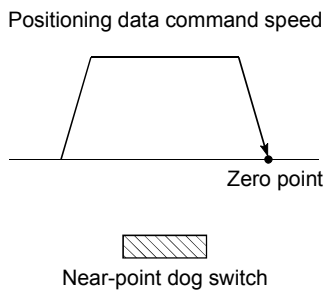 Positioning data command speed
Zero point
Near-point dog switch